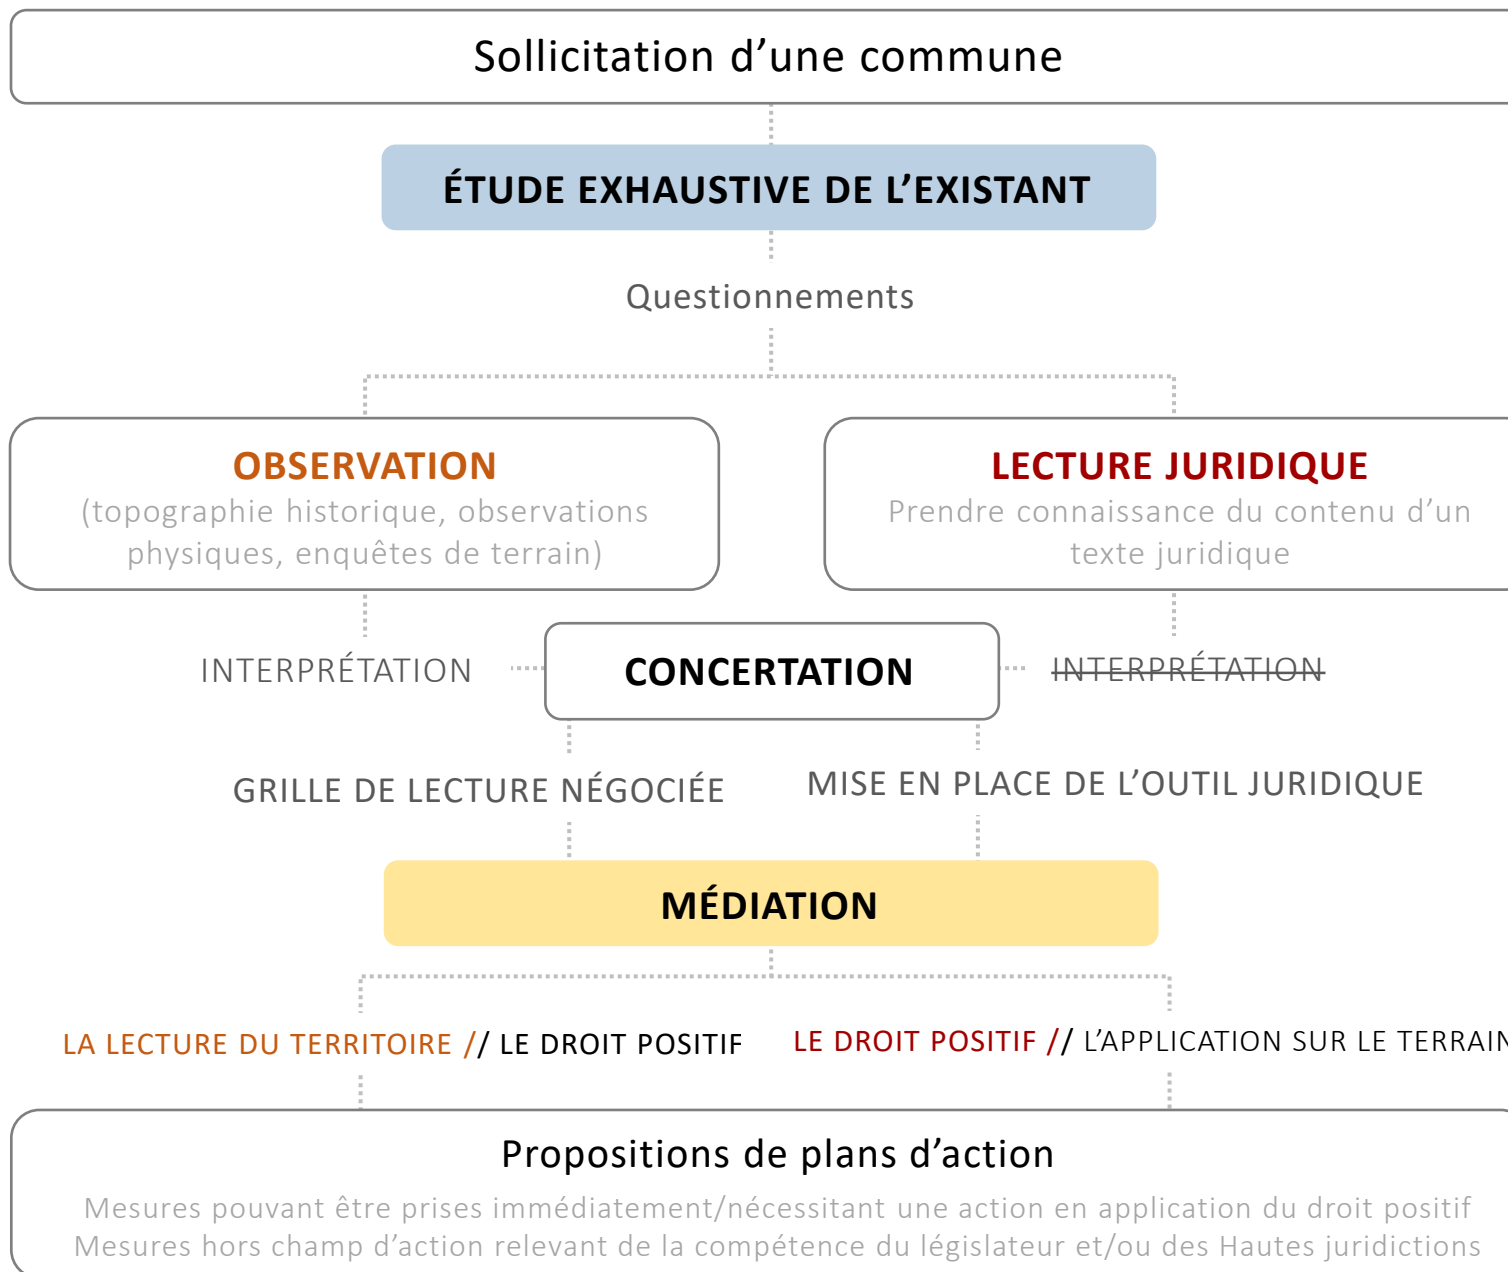 Sollicitation d’une commune
ÉTUDE EXHAUSTIVE DE L’EXISTANT
Questionnements
OBSERVATION
(topographie historique, observations
physiques, enquêtes de terrain)
LECTURE JURIDIQUE
Prendre connaissance du contenu d’un
texte juridique
INTERPRÉTATION
CONCERTATION
INTERPRÉTATION
GRILLE DE LECTURE NÉGOCIÉE
MISE EN PLACE DE L’OUTIL JURIDIQUE
MÉDIATION
LA LECTURE DU TERRITOIRE // LE DROIT POSITIF
LE DROIT POSITIF // L’APPLICATION SUR LE TERRAIN
Propositions de plans d’action
Mesures pouvant être prises immédiatement/nécessitant une action en application du droit positif
Mesures hors champ d’action relevant de la compétence du législateur et/ou des Hautes juridictions